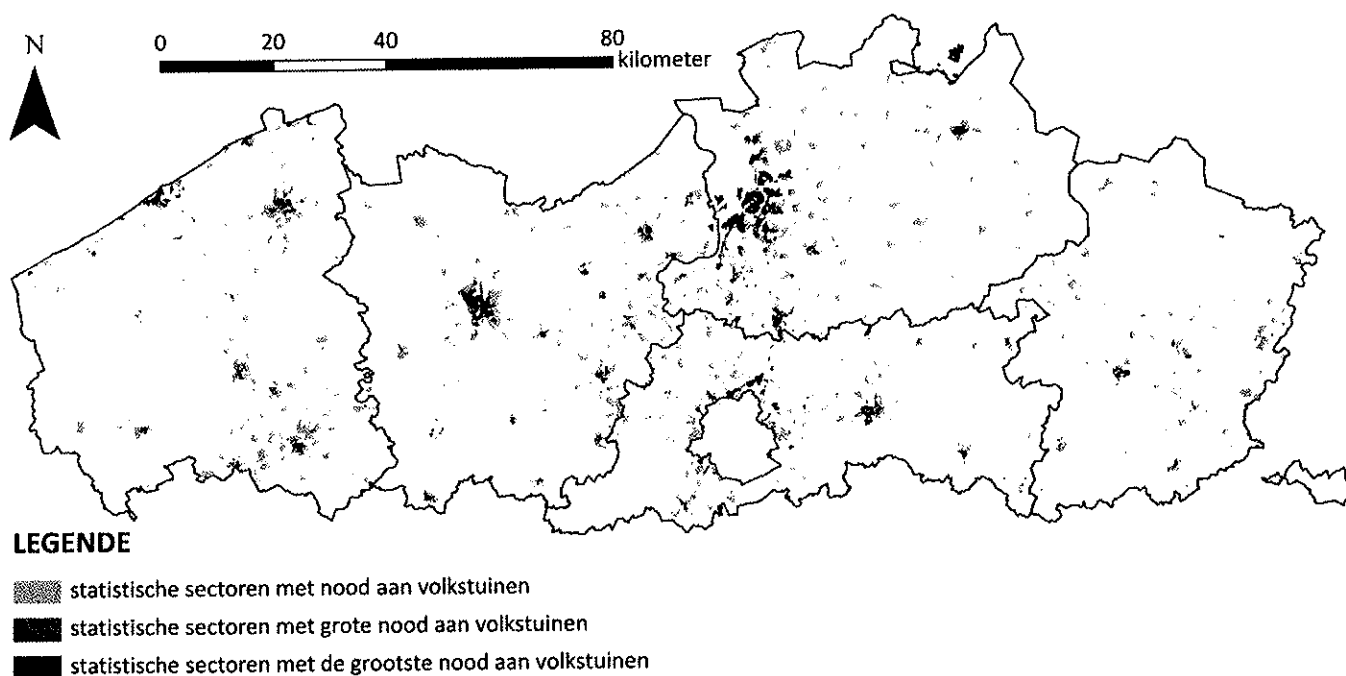 N
0 20 40 80
kilometer
LEGENDE
statistische sectoren met nood aan volkstuinen
statistische sectoren met grote nood aan volkstuinen
statistische sectoren met de grootste nood aan volkstuinen